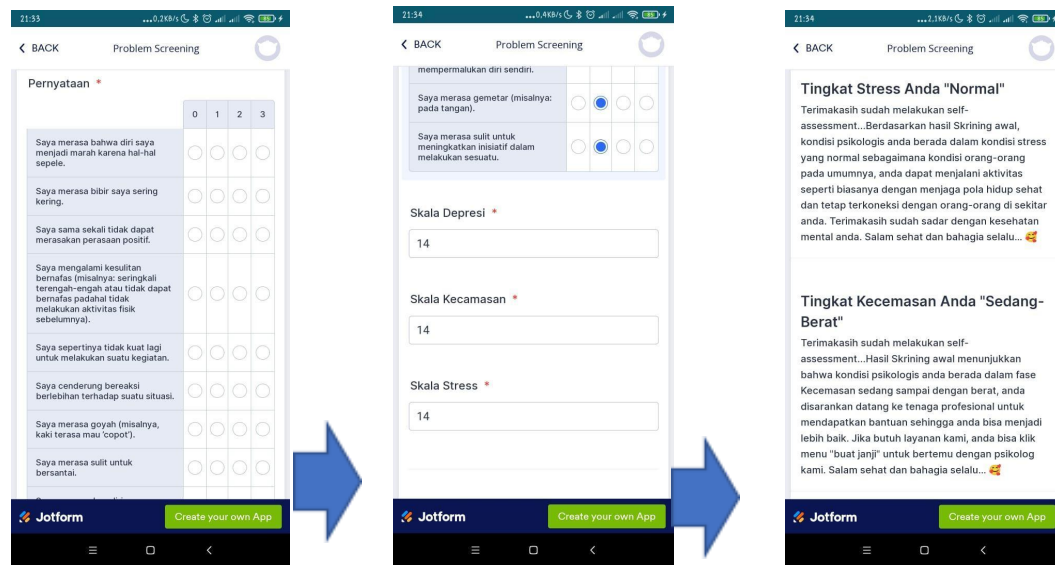 21:33
...0,2KB/s
BACK
Problem Screening
Pernyataan *
0 1 2 3
Saya merasa bahwa diri saya
menjadi marah karena hal-hal
sepele.
Saya merasa bibir saya sering
kering.
Saya sama sekali tidak dapat
merasakan perasaan positif.
Saya mengalami kesulitan
bernafas (misalnya: seringkali
terengah-engah atau tidak dapat
bernafas padahal tidak
melakukan aktivitas fisik
sebelumnya).
Saya sepertinya tidak kuat lagi
untuk melakukan suatu kegiatan.
Saya cenderung bereaksi
berlebihan terhadap suatu situasi.
Saya merasa goyah (misalnya,
kaki terasa mau 'copot').
Saya merasa sulit untuk
bersantai.
Jotform
Create your own App
21:34
...0,4KB/s
BACK
Problem Screening
mempermalukan diri sendiri.
Saya merasa gemetar (misalnya:
pada tangan).
Saya merasa sulit untuk
meningkatkan inisiatif dalam
melakukan sesuatu.
Skala Depresi *
14
Skala Kecamasan *
14
Skala Stress *
14
Jotform
Create your own App
21:34
...2,1KB/s
BACK
Problem Screening
Tingkat Stress Anda "Normal"
Terimakasih sudah melakukan self-
assessment...Berdasarkan hasil Skrining awal,
kondisi psikologis anda berada dalam kondisi stress
yang normal sebagaimana kondisi orang-orang
pada umumnya, anda dapat menjalani aktivitas
seperti biasanya dengan menjaga pola hidup sehat
dan tetap terkoneksi dengan orang-orang di sekitar
anda. Terimakasih sudah sadar dengan kesehatan
mental anda. Salam sehat dan bahagia selalu... 🥰
Tingkat Kecemasan Anda "Sedang-
Berat"
Terimakasih sudah melakukan self-
assessment...Hasil Skrining awal menunjukkan
bahwa kondisi psikologis anda berada dalam fase
Kecemasan sedang sampai dengan berat, anda
disarankan datang ke tenaga profesional untuk
mendapatkan bantuan sehingga anda bisa menjadi
lebih baik. Jika butuh layanan kami, anda bisa klik
menu "buat janji" untuk bertemu dengan psikolog
kami. Salam sehat dan bahagia selalu... 🥰
Jotform
Create your own App